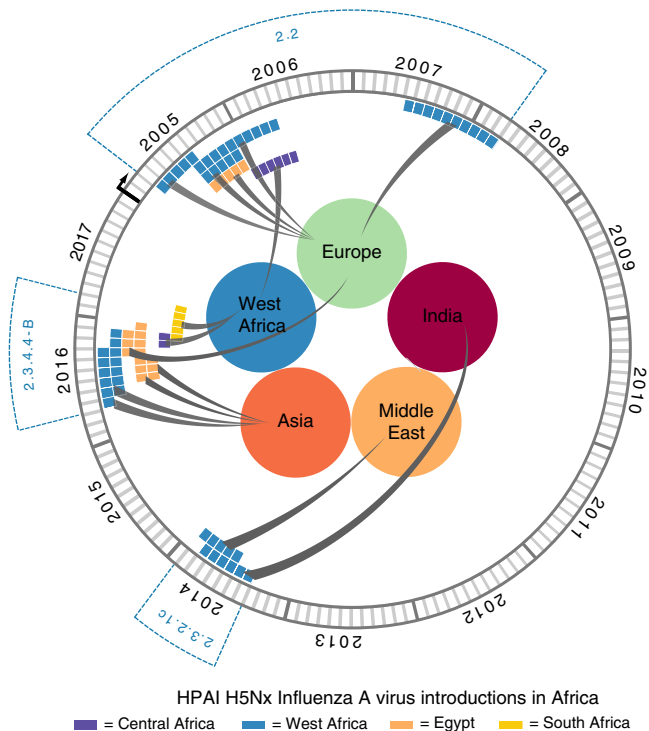 2.2
2006
2007
2005
2008
2017
2009
Europe
West
Africa
India
2.3.4.4-B
2016
2010
Asia
Middle
East
2015
2011
2014
2012
2.3.2.1c
2013
HPAI H5Nx Influenza A virus introductions in Africa
= Central Africa = West Africa = Egypt = South Africa